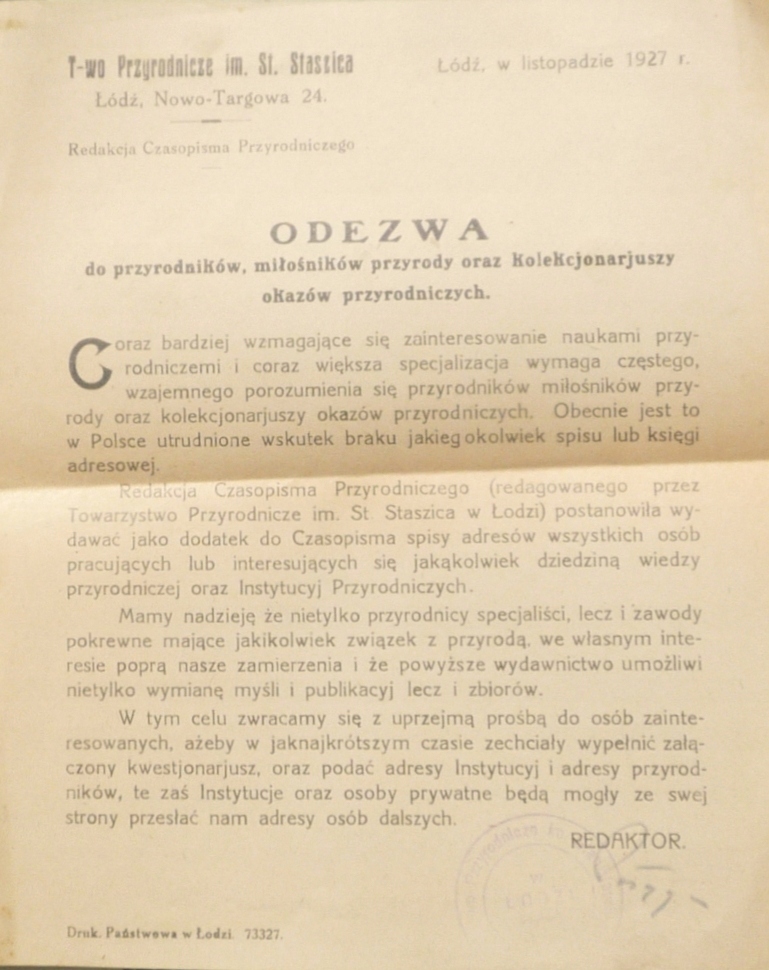 T-wo Przyrodnicze im. St. Staszica
Łódź, w listopadzie 1927 r.
Łódź, Nowo-Targowa 24.
Redakcja Czasopisma Przyrodniczego
ODEZWA
do przyrodników, miłośników przyrody oraz kolekcjonarjuszy
okazów przyrodniczych.
Coraz bardziej wzmagające się zainteresowanie naukami przy-
rodniczemi i coraz większa specjalizacja wymaga częstego,
wzajemnego porozumienia się przyrodników miłośników przy-
rody oraz kolekcjonarjuszy okazów przyrodniczych. Obecnie jest to
w Polsce utrudnione wskutek braku jakiegokolwiek spisu lub księgi
adresowej.
Redakcja Czasopisma Przyrodniczego (redagowanego przez
Towarzystwo Przyrodnicze im. St. Staszica w Łodzi) postanowiła wy-
dawać jako dodatek do Czasopisma spisy adresów wszystkich osób
pracujących lub interesujących się jakąkolwiek dziedziną wiedzy
przyrodniczej oraz Instytucyj Przyrodniczych.
Mamy nadzieję że nietylko przyrodnicy specjaliści, lecz i zawody
pokrewne mające jakikolwiek związek z przyrodą, we własnym inte-
resie poprą nasze zamierzenia i że powyższe wydawnictwo umożliwi
nietylko wymianę myśli i publikacyj lecz i zbiorów.
W tym celu zwracamy się z uprzejmą prośbą do osób zainte-
resowanych, ażeby w jaknajkrótszym czasie zechciały wypełnić załą-
czony kwestjonarjusz, oraz podać adresy Instytucyj i adresy przyrod-
ników, te zaś Instytucje oraz osoby prywatne będą mogły ze swej
strony przesłać nam adresy osób dalszych.
REDAKTOR.
Przyrodnicze im.
w
Druk. Państwowa w Łodzi. 73327.